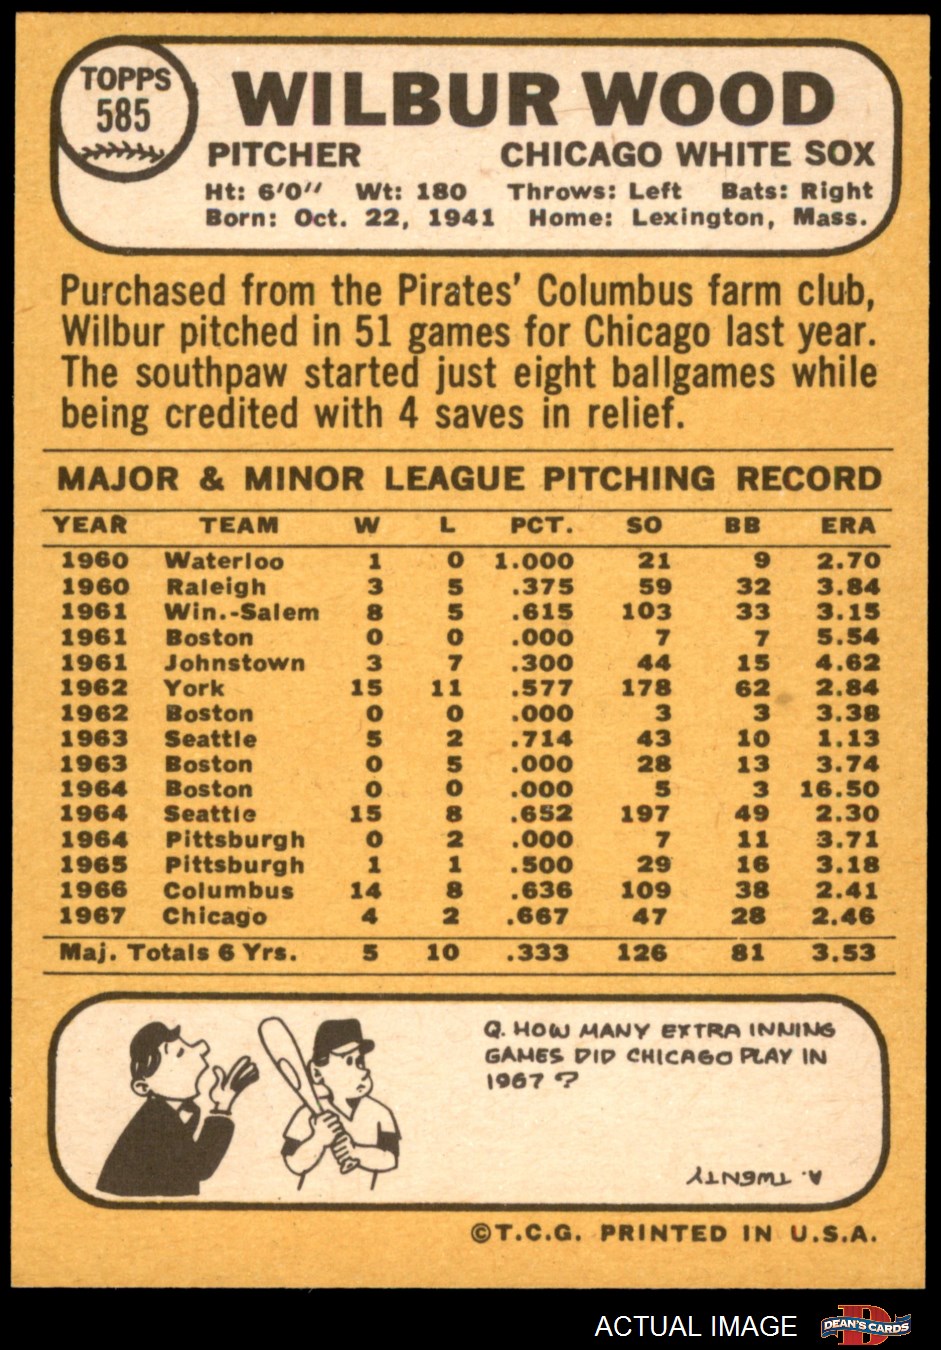 TOPPS
585
WILBUR WOOD
PITCHER CHICAGO WHITE SOX
Ht: 6'0" Wt: 180 Throws: Left Bats: Right
Born: Oct. 22, 1941 Home: Lexington, Mass.
Purchased from the Pirates' Columbus farm club,
Wilbur pitched in 51 games for Chicago last year.
The southpaw started just eight ballgames while
being credited with 4 saves in relief.
MAJOR & MINOR LEAGUE PITCHING RECORD
YEAR TEAM W L PCT. SO BB ERA
1960 Waterloo 1 0 1.000 21 9 2.70
1960 Raleigh 3 5 .375 59 32 3.84
1961 Win.-Salem 8 5 .615 103 33 3.15
1961 Boston 0 0 .000 7 7 5.54
1961 Johnstown 3 7 .300 44 15 4.62
1962 York 15 11 .577 178 62 2.84
1962 Boston 0 0 .000 3 3 3.38
1963 Seattle 5 2 .714 43 10 1.13
1963 Boston 0 5 .000 28 13 3.74
1964 Boston 0 0 .000 5 3 16.50
1964 Seattle 15 8 .652 197 49 2.30
1964 Pittsburgh 0 2 .000 7 11 3.71
1965 Pittsburgh 1 1 .500 29 16 3.18
1966 Columbus 14 8 .636 109 38 2.41
1967 Chicago 4 2 .667 47 28 2.46
Maj. Totals 6 Yrs. 5 10 .333 126 81 3.53
Q. HOW MANY EXTRA INNING
GAMES DID CHICAGO PLAY IN
1967 ?
A. TWENTY
©T.C.G. PRINTED IN U.S.A.
ACTUAL IMAGE
D
DEAN'S CARDS